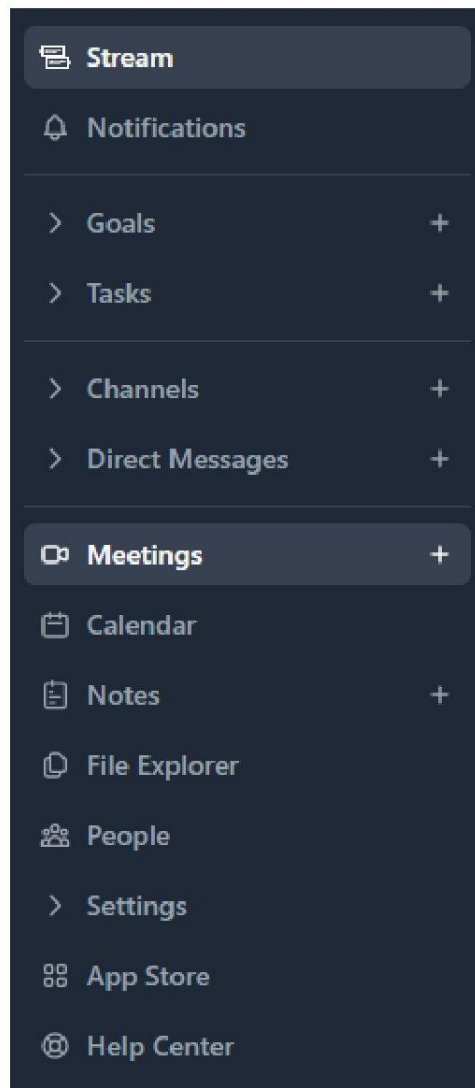 Stream
Notifications
Goals +
Tasks +
Channels +
Direct Messages +
Meetings +
Calendar
Notes +
File Explorer
People
Settings
App Store
Help Center